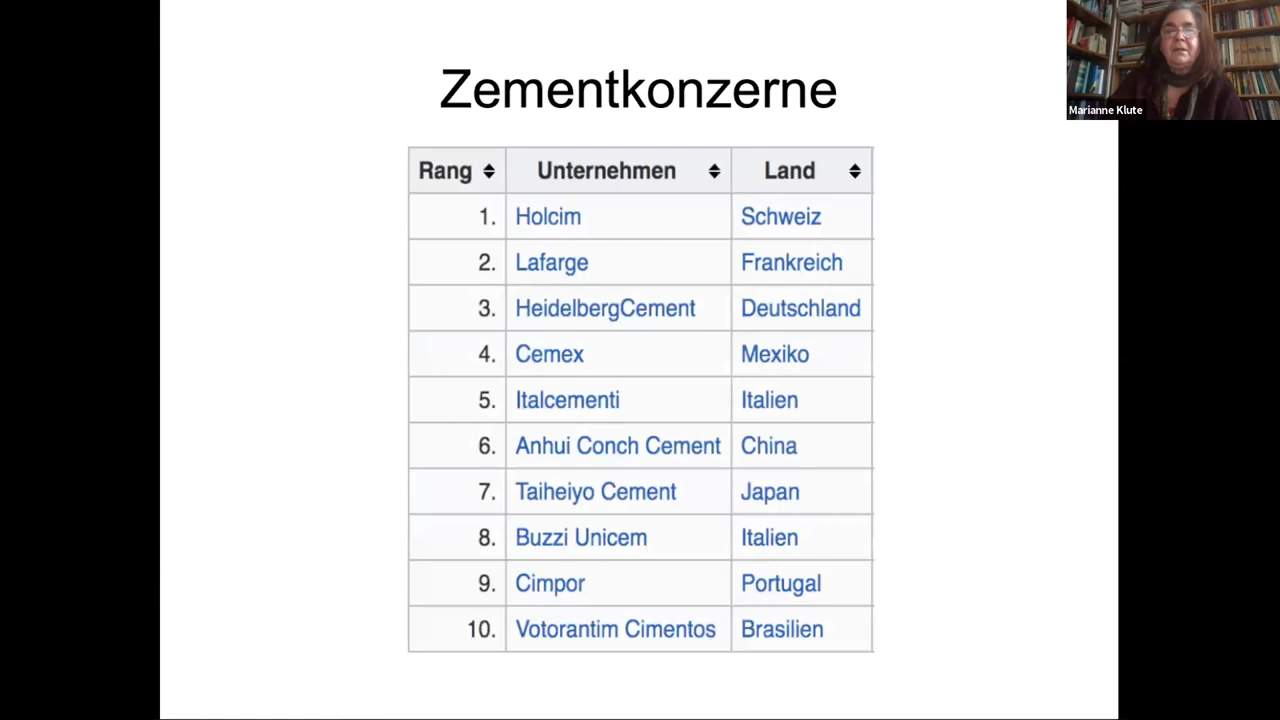 Zementkonzerne
Marianne Klute
Rang Unternehmen Land
1. Holcim Schweiz
2. Lafarge Frankreich
3. HeidelbergCement Deutschland
4. Cemex Mexiko
5. Italcementi Italien
6. Anhui Conch Cement China
7. Taiheiyo Cement Japan
8. Buzzi Unicem Italien
9. Cimpor Portugal
10. Votorantim Cimentos Brasilien